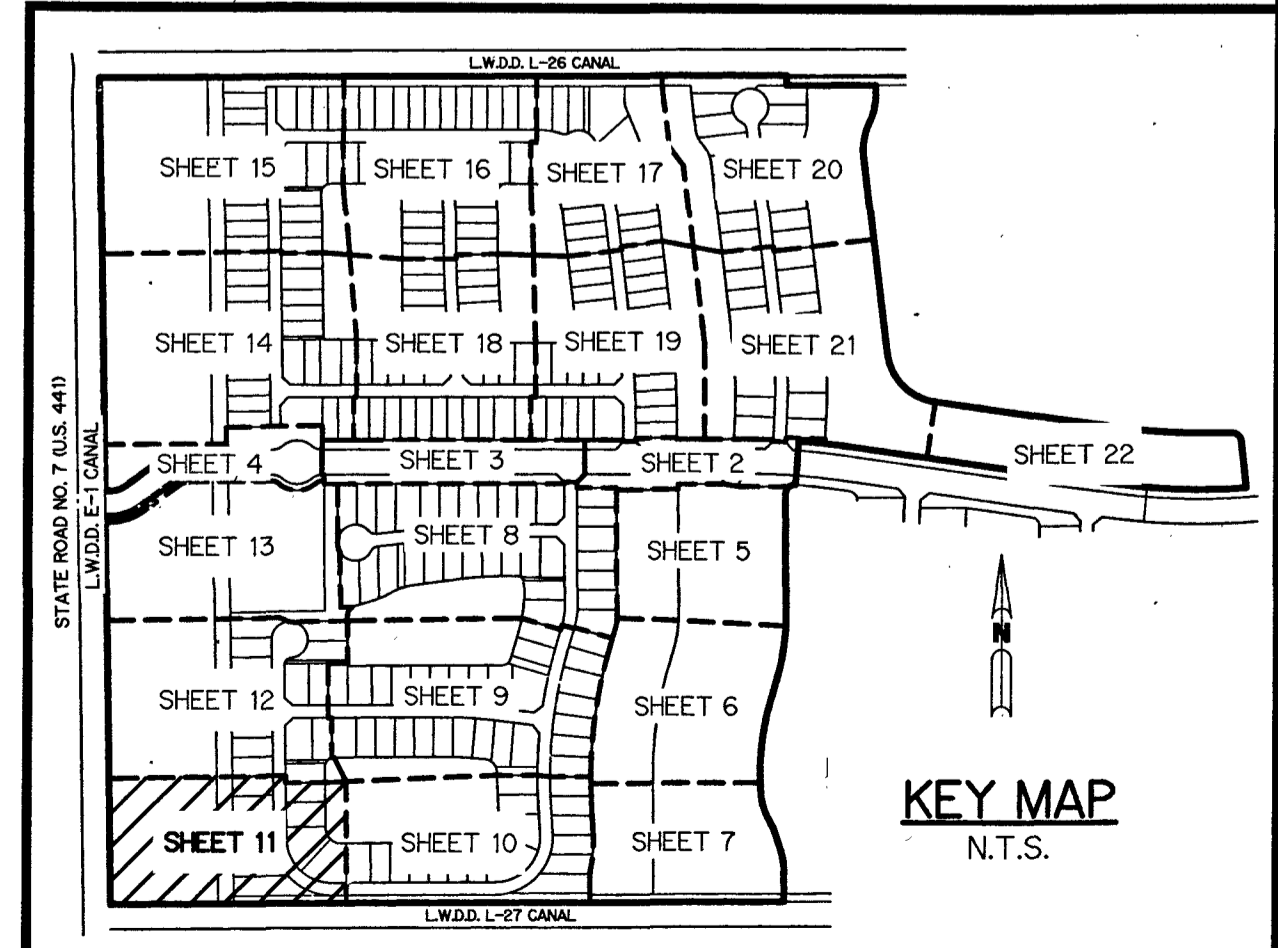 L.W.D.D. L-26 CANAL
SHEET 15
SHEET 16
SHEET 17
SHEET 20
SHEET 14
SHEET 18
SHEET 19
SHEET 21
STATE ROAD NO. 7 (U.S. 441)
L.W.D.D. E-1 CANAL
SHEET 4
SHEET 3
SHEET 2
SHEET 22
SHEET 13
SHEET 8
SHEET 5
N
SHEET 12
SHEET 9
SHEET 6
KEY MAP
N.T.S.
SHEET 11
SHEET 10
SHEET 7
L.W.D.D. L-27 CANAL